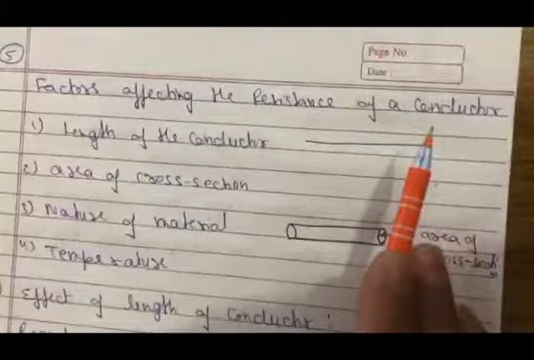 5
Page No.
Date :
Factors affecting the Resistance of a Conductor
1) length of the conductor
2) area of cross-section
3) Nature of material
area of
4) Temperature
Effect of length of conductor :